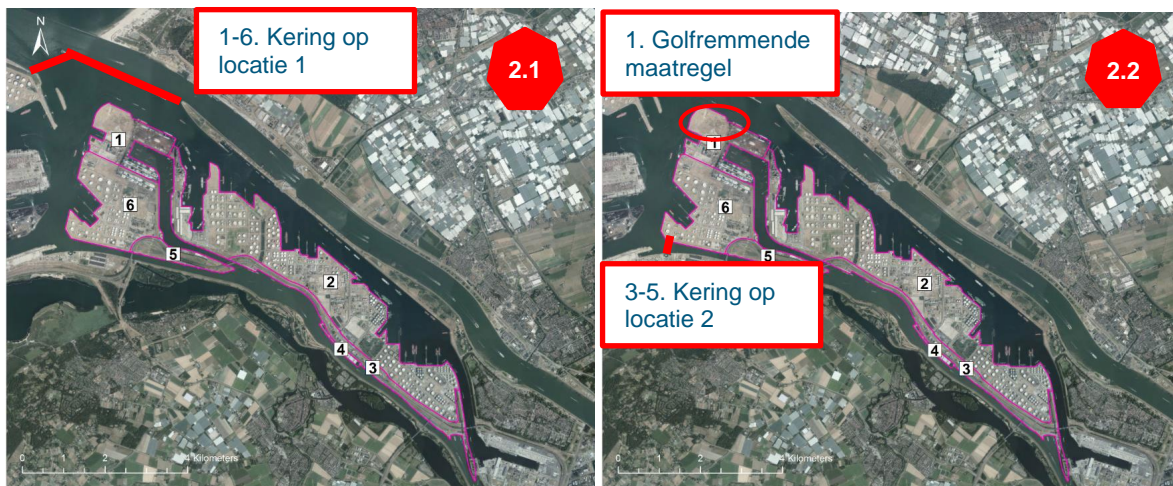 N
1-6. Kering op
locatie 1
2.1
1
6
5
2
4
3
0 1 2 4 Kilometers
1. Golfremmende
maatregel
2.2
1
6
5
3-5. Kering op
locatie 2
2
4
3
0 1 2 4 Kilometers